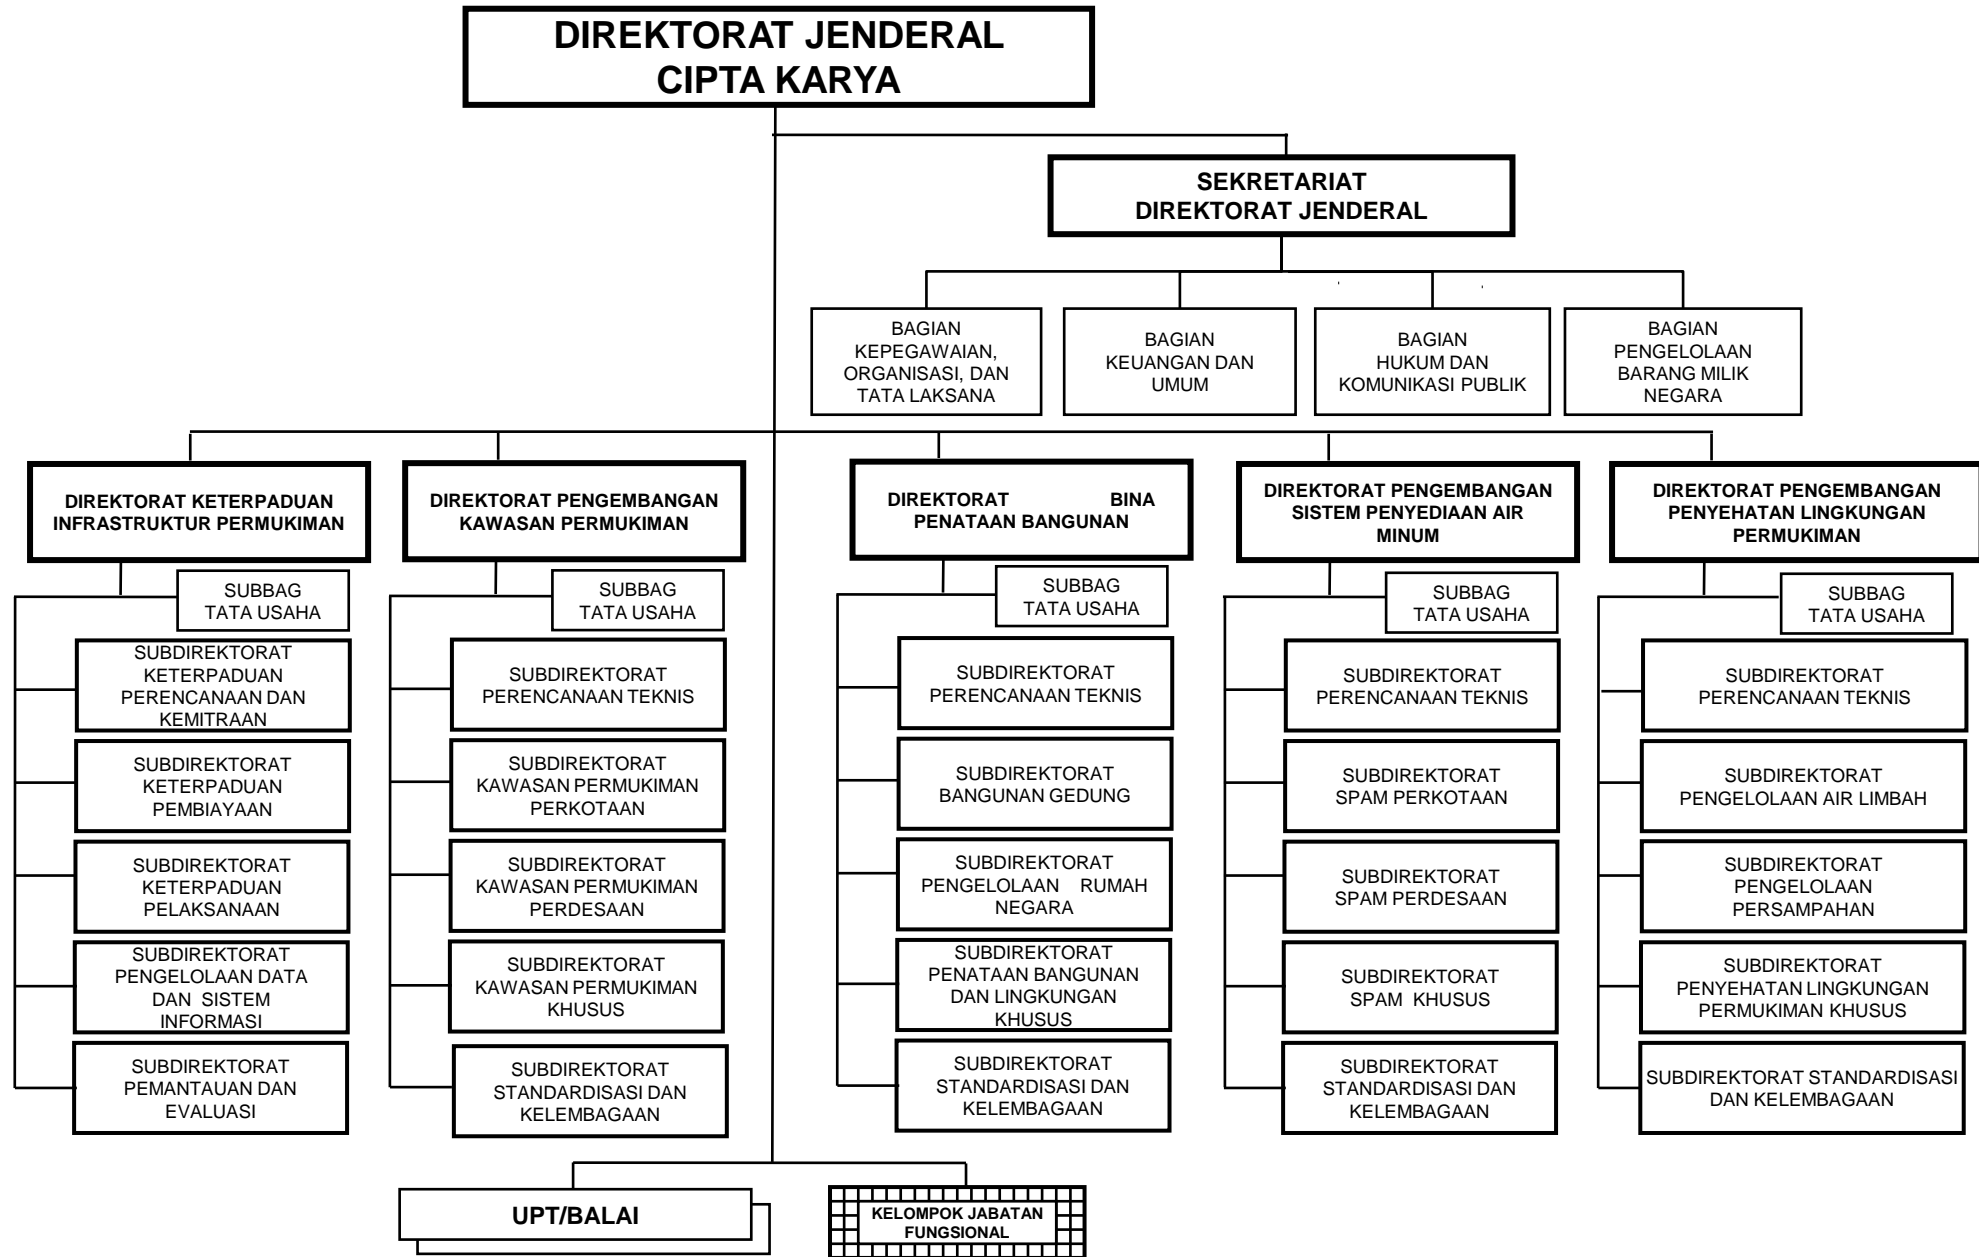 DIREKTORAT JENDERAL
CIPTA KARYA
SEKRETARIAT
DIREKTORAT JENDERAL
BAGIAN
KEPEGAWAIAN,
ORGANISASI, DAN
TATA LAKSANA
BAGIAN
KEUANGAN DAN
UMUM
BAGIAN
HUKUM DAN
KOMUNIKASI PUBLIK
BAGIAN
PENGELOLAAN
BARANG MILIK
NEGARA
DIREKTORAT KETERPADUAN
INFRASTRUKTUR PERMUKIMAN
SUBBAG
TATA USAHA
SUBDIREKTORAT
KETERPADUAN
PERENCANAAN DAN
KEMITRAAN
SUBDIREKTORAT
KETERPADUAN
PEMBIAYAAN
SUBDIREKTORAT
KETERPADUAN
PELAKSANAAN
SUBDIREKTORAT
PENGELOLAAN DATA
DAN SISTEM
INFORMASI
SUBDIREKTORAT
PEMANTAUAN DAN
EVALUASI
DIREKTORAT PENGEMBANGAN
KAWASAN PERMUKIMAN
SUBBAG
TATA USAHA
SUBDIREKTORAT
PERENCANAAN TEKNIS
SUBDIREKTORAT
KAWASAN PERMUKIMAN
PERKOTAAN
SUBDIREKTORAT
KAWASAN PERMUKIMAN
PERDESAAN
SUBDIREKTORAT
KAWASAN PERMUKIMAN
KHUSUS
SUBDIREKTORAT
STANDARDISASI DAN
KELEMBAGAAN
DIREKTORAT BINA
PENATAAN BANGUNAN
SUBBAG
TATA USAHA
SUBDIREKTORAT
PERENCANAAN TEKNIS
SUBDIREKTORAT
BANGUNAN GEDUNG
SUBDIREKTORAT
PENGELOLAAN RUMAH
NEGARA
SUBDIREKTORAT
PENATAAN BANGUNAN
DAN LINGKUNGAN
KHUSUS
SUBDIREKTORAT
STANDARDISASI DAN
KELEMBAGAAN
DIREKTORAT PENGEMBANGAN
SISTEM PENYEDIAAN AIR
MINUM
SUBBAG
TATA USAHA
SUBDIREKTORAT
PERENCANAAN TEKNIS
SUBDIREKTORAT
SPAM PERKOTAAN
SUBDIREKTORAT
SPAM PERDESAAN
SUBDIREKTORAT
SPAM KHUSUS
SUBDIREKTORAT
STANDARDISASI DAN
KELEMBAGAAN
DIREKTORAT PENGEMBANGAN
PENYEHATAN LINGKUNGAN
PERMUKIMAN
SUBBAG
TATA USAHA
SUBDIREKTORAT
PERENCANAAN TEKNIS
SUBDIREKTORAT
PENGELOLAAN AIR LIMBAH
SUBDIREKTORAT
PENGELOLAAN
PERSAMPAHAN
SUBDIREKTORAT
PENYEHATAN LINGKUNGAN
PERMUKIMAN KHUSUS
SUBDIREKTORAT STANDARDISASI
DAN KELEMBAGAAN
UPT/BALAI
KELOMPOK JABATAN
FUNGSIONAL